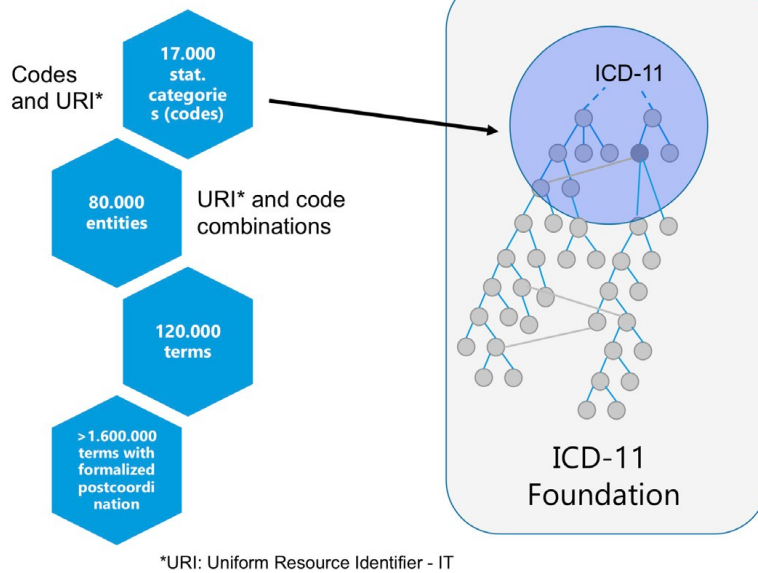 17.000
stat.
categorie
s (codes)
Codes
and URI*
80.000
entities
URI* and code
combinations
120.000
terms
>1.600.000
terms with
formalized
postcoordi
nation
ICD-11
ICD-11
Foundation
*URI: Uniform Resource Identifier - IT